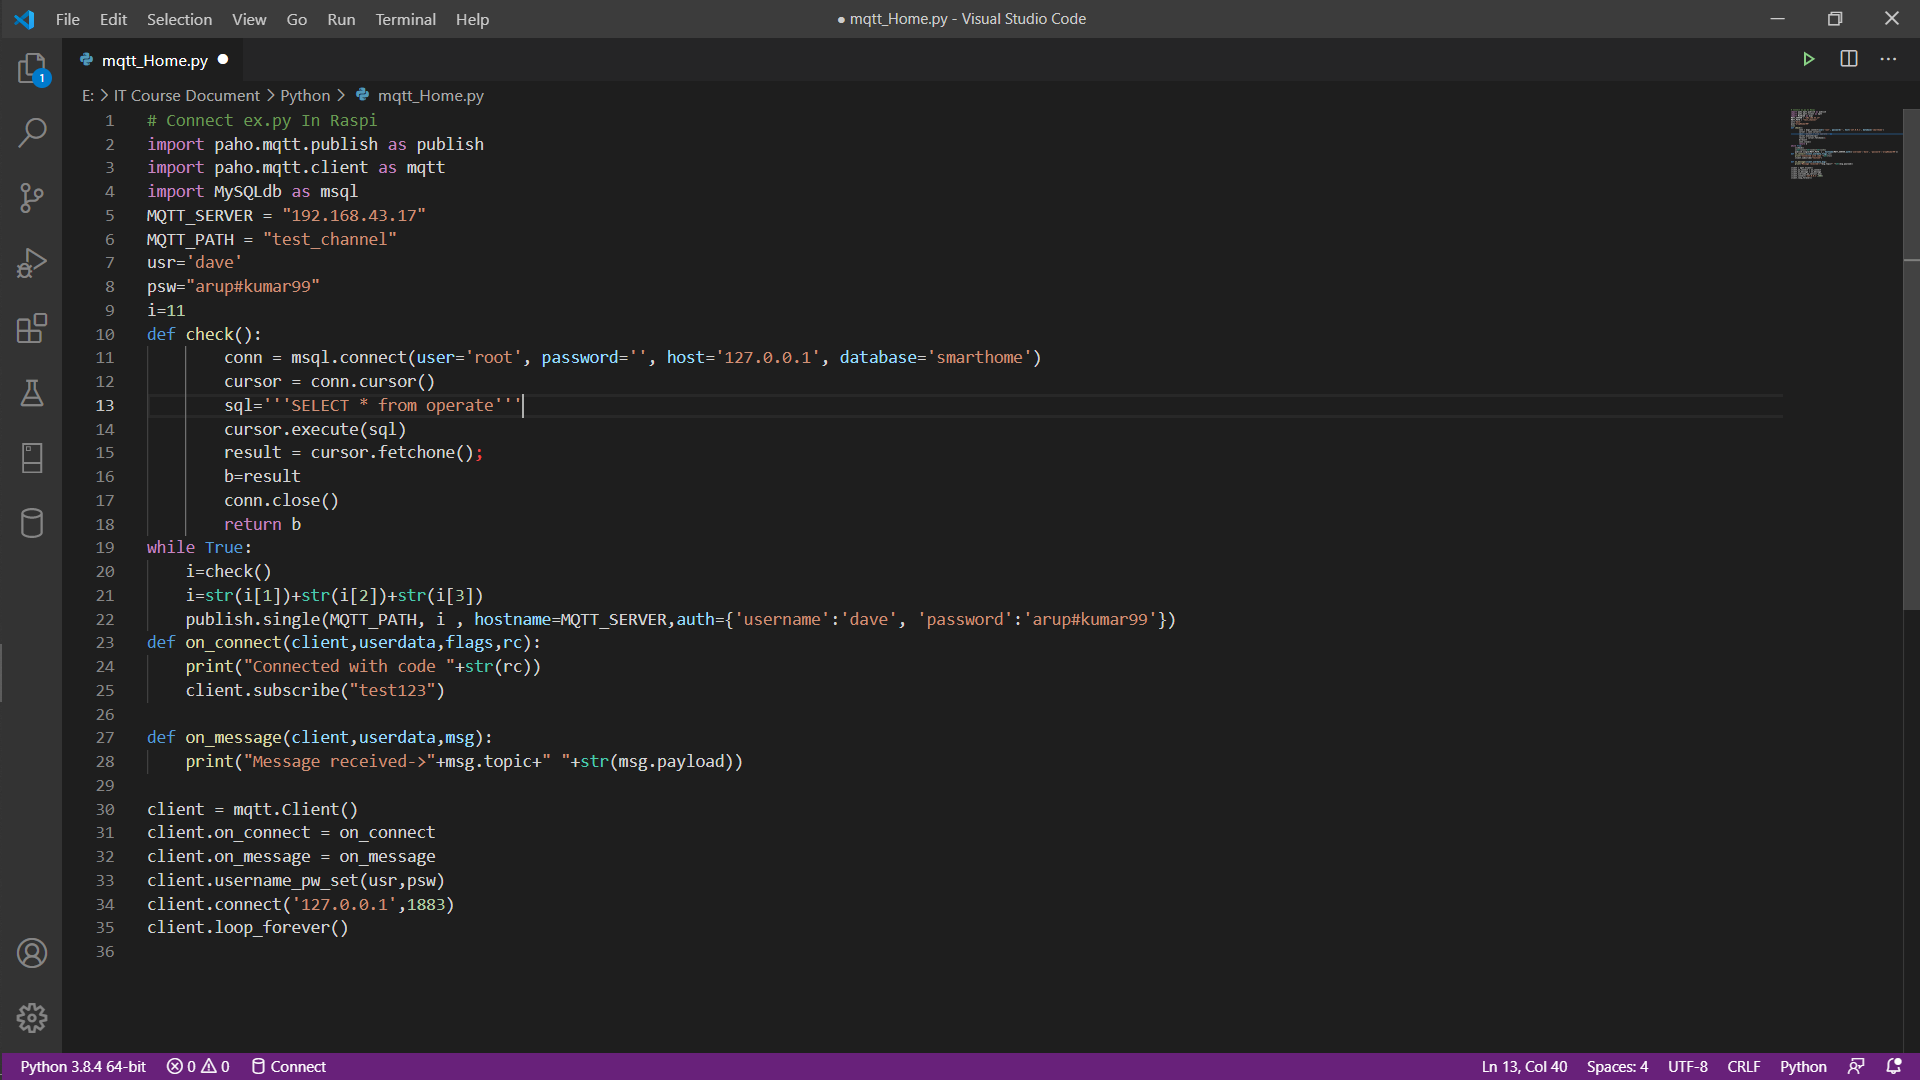 File Edit Selection View Go Run Terminal Help
● mqtt_Home.py - Visual Studio Code
mqtt_Home.py
1
E: > IT Course Document > Python > mqtt_Home.py
1 # Connect ex.py In Raspi
2 import paho.mqtt.publish as publish
3 import paho.mqtt.client as mqtt
4 import MySQLdb as msql
5 MQTT_SERVER = "192.168.43.17"
6 MQTT_PATH = "test_channel"
7 usr='dave'
8 psw="arup#kumar99"
9 i=11
10 def check():
11         conn = msql.connect(user='root', password='', host='127.0.0.1', database='smarthome')
12         cursor = conn.cursor()
13         sql='''SELECT * from operate'''
14         cursor.execute(sql)
15         result = cursor.fetchone();
16         b=result
17         conn.close()
18         return b
19 while True:
20     i=check()
21     i=str(i[1])+str(i[2])+str(i[3])
22     publish.single(MQTT_PATH, i , hostname=MQTT_SERVER,auth={'username':'dave', 'password':'arup#kumar99'})
23 def on_connect(client,userdata,flags,rc):
24     print("Connected with code "+str(rc))
25     client.subscribe("test123")
26
27 def on_message(client,userdata,msg):
28     print("Message received->"+msg.topic+" "+str(msg.payload))
29
30 client = mqtt.Client()
31 client.on_connect = on_connect
32 client.on_message = on_message
33 client.username_pw_set(usr,psw)
34 client.connect('127.0.0.1',1883)
35 client.loop_forever()
36
Python 3.8.4 64-bit 0 0 Connect
Ln 13, Col 40 Spaces: 4 UTF-8 CRLF Python